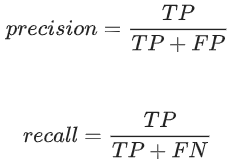 precision = TP / (TP + FP)
recall = TP / (TP + FN)